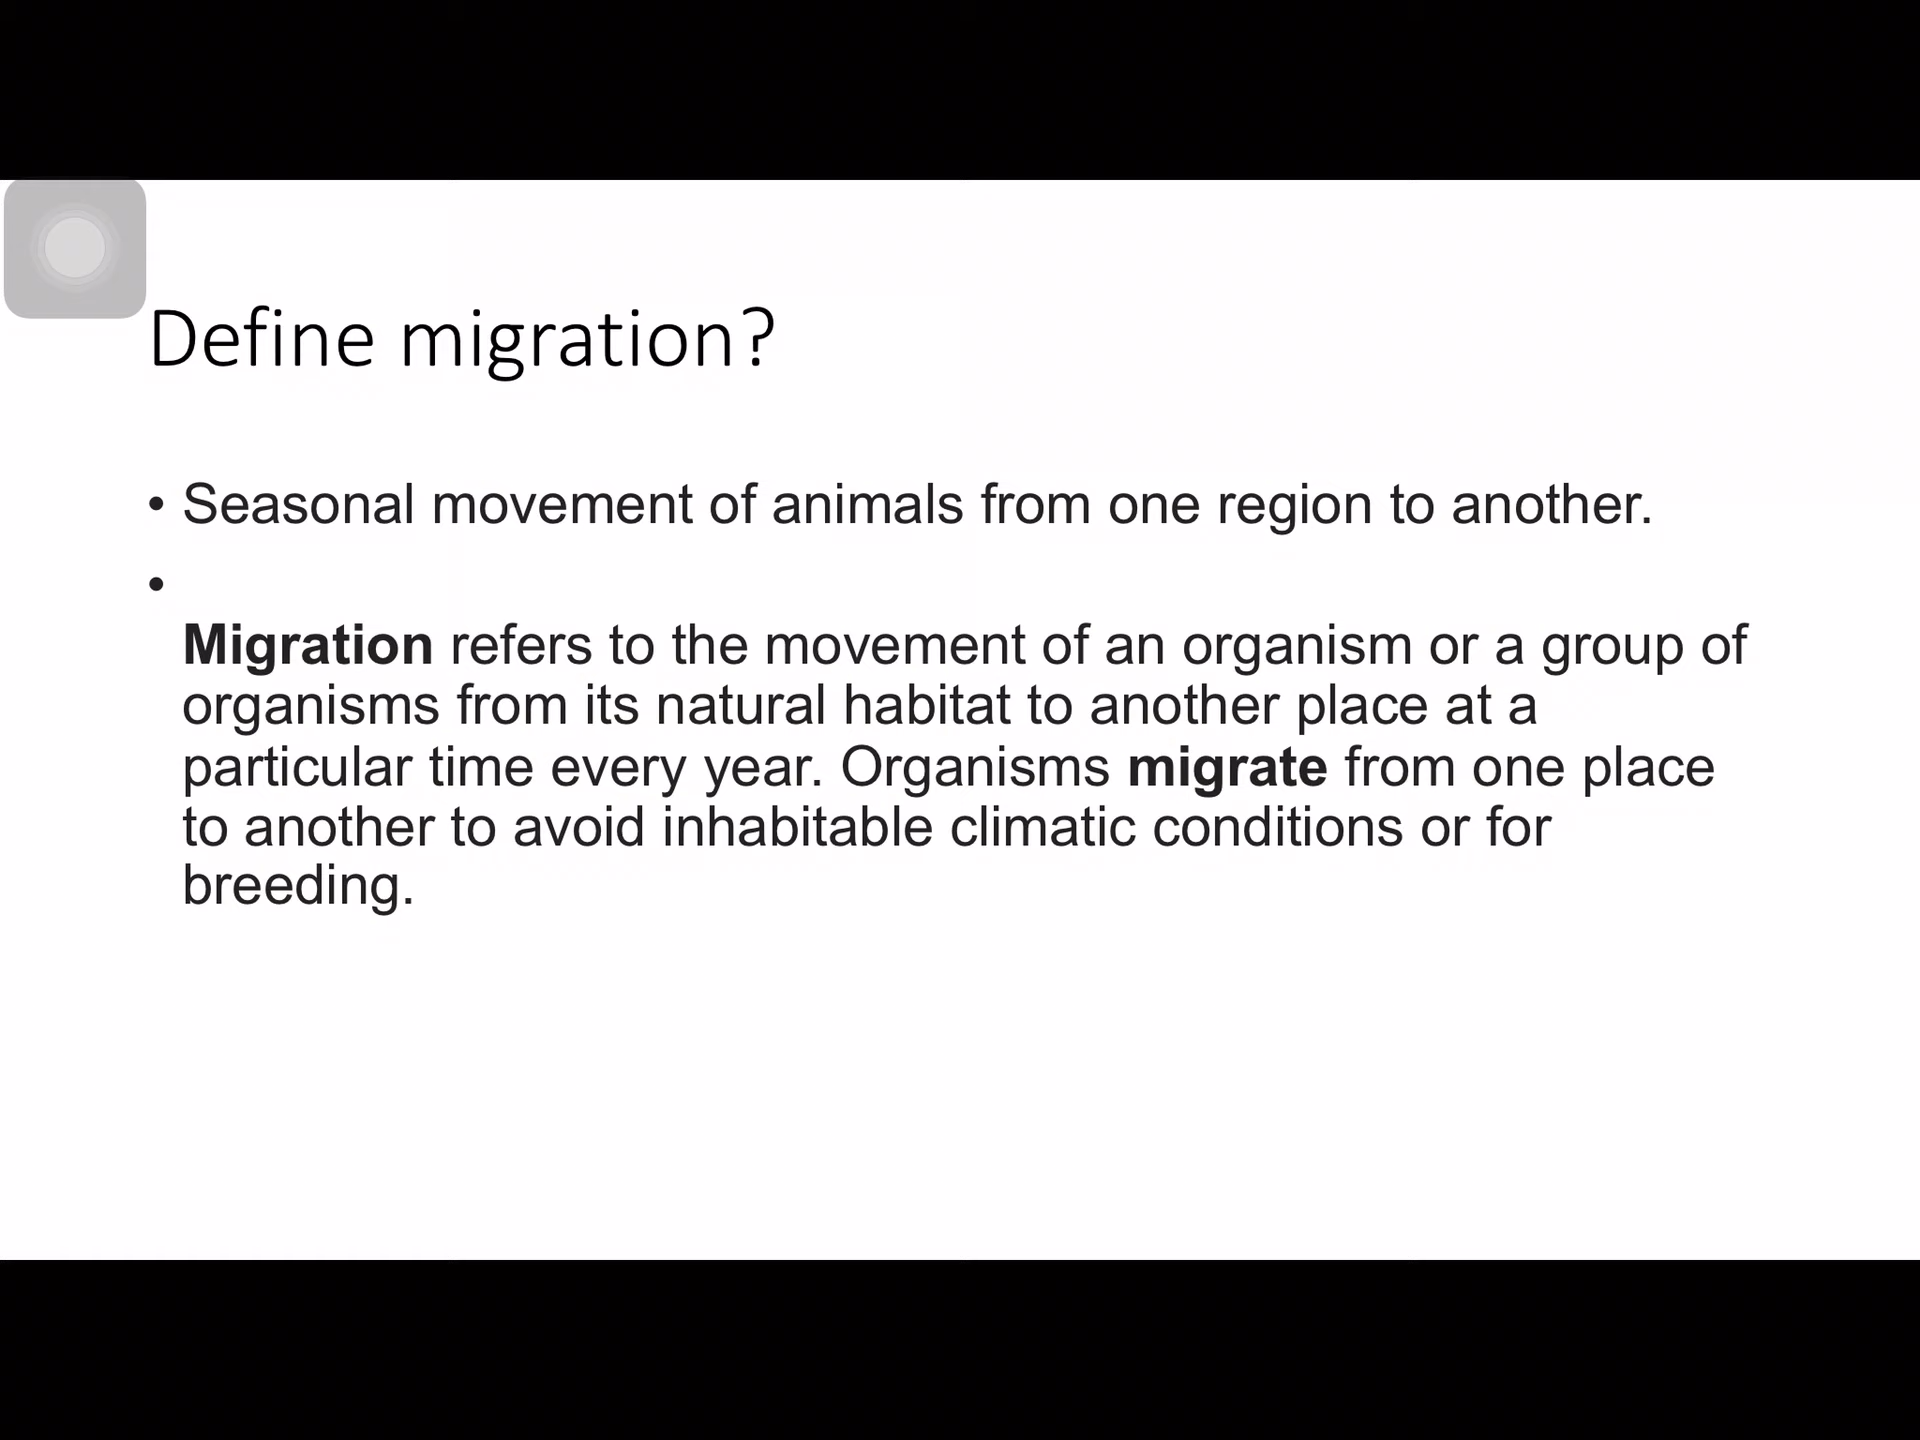 Define migration?
• Seasonal movement of animals from one region to another.
•
Migration refers to the movement of an organism or a group of
organisms from its natural habitat to another place at a
particular time every year. Organisms migrate from one place
to another to avoid inhabitable climatic conditions or for
breeding.